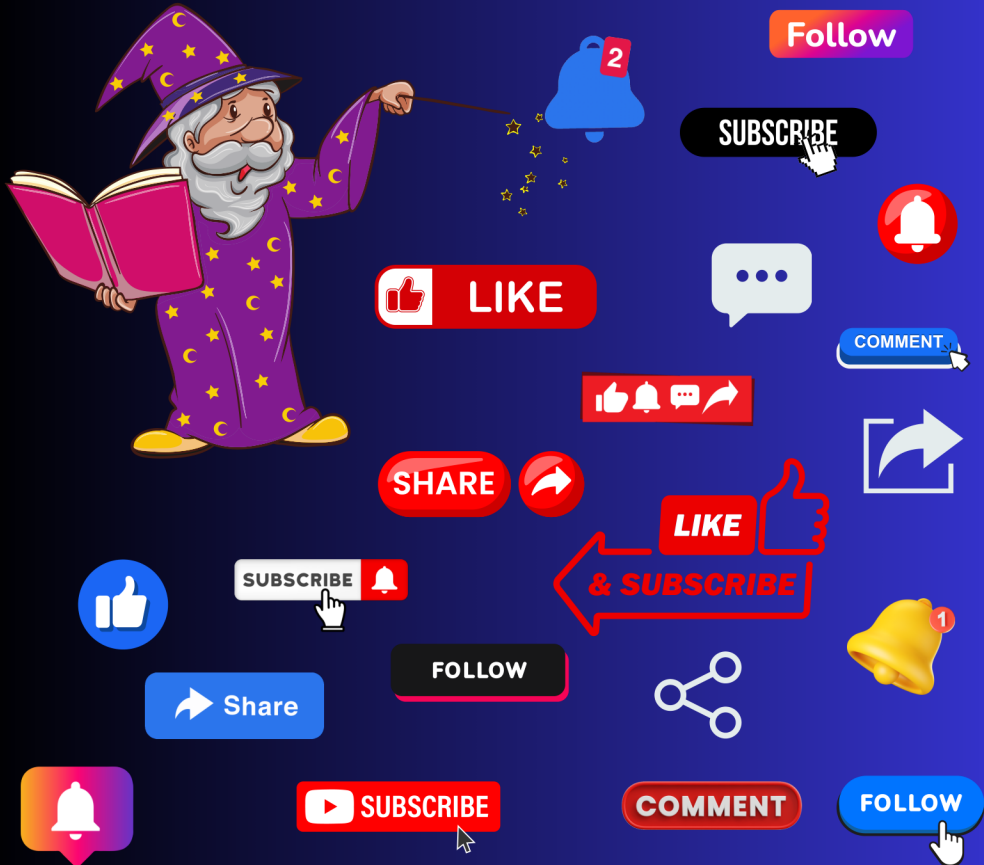 Follow
2
SUBSCRIBE
LIKE
COMMENT
SHARE
LIKE
& SUBSCRIBE
SUBSCRIBE
1
FOLLOW
Share
SUBSCRIBE
COMMENT
FOLLOW